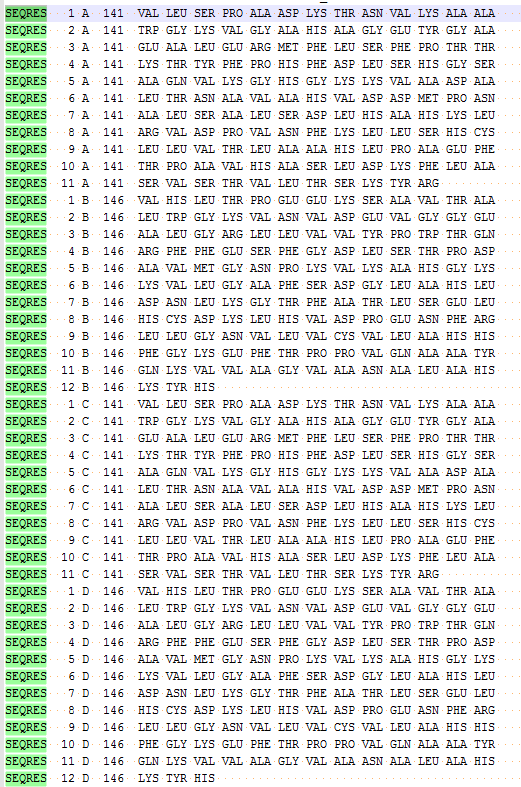 SEQRES 1 A 141 VAL LEU SER PRO ALA ASP LYS THR ASN VAL LYS ALA ALA
SEQRES 2 A 141 TRP GLY LYS VAL GLY ALA HIS ALA GLY GLU TYR GLY ALA
SEQRES 3 A 141 GLU ALA LEU GLU ARG MET PHE LEU SER PHE PRO THR THR
SEQRES 4 A 141 LYS THR TYR PHE PRO HIS PHE ASP LEU SER HIS GLY SER
SEQRES 5 A 141 ALA GLN VAL LYS GLY HIS GLY LYS LYS VAL ALA ASP ALA
SEQRES 6 A 141 LEU THR ASN ALA VAL ALA HIS VAL ASP ASP MET PRO ASN
SEQRES 7 A 141 ALA LEU SER ALA LEU SER ASP LEU HIS ALA HIS LYS LEU
SEQRES 8 A 141 ARG VAL ASP PRO VAL ASN PHE LYS LEU LEU SER HIS CYS
SEQRES 9 A 141 LEU LEU VAL THR LEU ALA ALA HIS LEU PRO ALA GLU PHE
SEQRES 10 A 141 THR PRO ALA VAL HIS ALA SER LEU ASP LYS PHE LEU ALA
SEQRES 11 A 141 SER VAL SER THR VAL LEU THR SER LYS TYR ARG
SEQRES 1 B 146 VAL HIS LEU THR PRO GLU GLU LYS SER ALA VAL THR ALA
SEQRES 2 B 146 LEU TRP GLY LYS VAL ASN VAL ASP GLU VAL GLY GLY GLU
SEQRES 3 B 146 ALA LEU GLY ARG LEU LEU VAL VAL TYR PRO TRP THR GLN
SEQRES 4 B 146 ARG PHE PHE GLU SER PHE GLY ASP LEU SER THR PRO ASP
SEQRES 5 B 146 ALA VAL MET GLY ASN PRO LYS VAL LYS ALA HIS GLY LYS
SEQRES 6 B 146 LYS VAL LEU GLY ALA PHE SER ASP GLY LEU ALA HIS LEU
SEQRES 7 B 146 ASP ASN LEU LYS GLY THR PHE ALA THR LEU SER GLU LEU
SEQRES 8 B 146 HIS CYS ASP LYS LEU HIS VAL ASP PRO GLU ASN PHE ARG
SEQRES 9 B 146 LEU LEU GLY ASN VAL LEU VAL CYS VAL LEU ALA HIS HIS
SEQRES 10 B 146 PHE GLY LYS GLU PHE THR PRO PRO VAL GLN ALA ALA TYR
SEQRES 11 B 146 GLN LYS VAL VAL ALA GLY VAL ALA ASN ALA LEU ALA HIS
SEQRES 12 B 146 LYS TYR HIS
SEQRES 1 C 141 VAL LEU SER PRO ALA ASP LYS THR ASN VAL LYS ALA ALA
SEQRES 2 C 141 TRP GLY LYS VAL GLY ALA HIS ALA GLY GLU TYR GLY ALA
SEQRES 3 C 141 GLU ALA LEU GLU ARG MET PHE LEU SER PHE PRO THR THR
SEQRES 4 C 141 LYS THR TYR PHE PRO HIS PHE ASP LEU SER HIS GLY SER
SEQRES 5 C 141 ALA GLN VAL LYS GLY HIS GLY LYS LYS VAL ALA ASP ALA
SEQRES 6 C 141 LEU THR ASN ALA VAL ALA HIS VAL ASP ASP MET PRO ASN
SEQRES 7 C 141 ALA LEU SER ALA LEU SER ASP LEU HIS ALA HIS LYS LEU
SEQRES 8 C 141 ARG VAL ASP PRO VAL ASN PHE LYS LEU LEU SER HIS CYS
SEQRES 9 C 141 LEU LEU VAL THR LEU ALA ALA HIS LEU PRO ALA GLU PHE
SEQRES 10 C 141 THR PRO ALA VAL HIS ALA SER LEU ASP LYS PHE LEU ALA
SEQRES 11 C 141 SER VAL SER THR VAL LEU THR SER LYS TYR ARG
SEQRES 1 D 146 VAL HIS LEU THR PRO GLU GLU LYS SER ALA VAL THR ALA
SEQRES 2 D 146 LEU TRP GLY LYS VAL ASN VAL ASP GLU VAL GLY GLY GLU
SEQRES 3 D 146 ALA LEU GLY ARG LEU LEU VAL VAL TYR PRO TRP THR GLN
SEQRES 4 D 146 ARG PHE PHE GLU SER PHE GLY ASP LEU SER THR PRO ASP
SEQRES 5 D 146 ALA VAL MET GLY ASN PRO LYS VAL LYS ALA HIS GLY LYS
SEQRES 6 D 146 LYS VAL LEU GLY ALA PHE SER ASP GLY LEU ALA HIS LEU
SEQRES 7 D 146 ASP ASN LEU LYS GLY THR PHE ALA THR LEU SER GLU LEU
SEQRES 8 D 146 HIS CYS ASP LYS LEU HIS VAL ASP PRO GLU ASN PHE ARG
SEQRES 9 D 146 LEU LEU GLY ASN VAL LEU VAL CYS VAL LEU ALA HIS HIS
SEQRES 10 D 146 PHE GLY LYS GLU PHE THR PRO PRO VAL GLN ALA ALA TYR
SEQRES 11 D 146 GLN LYS VAL VAL ALA GLY VAL ALA ASN ALA LEU ALA HIS
SEQRES 12 D 146 LYS TYR HIS